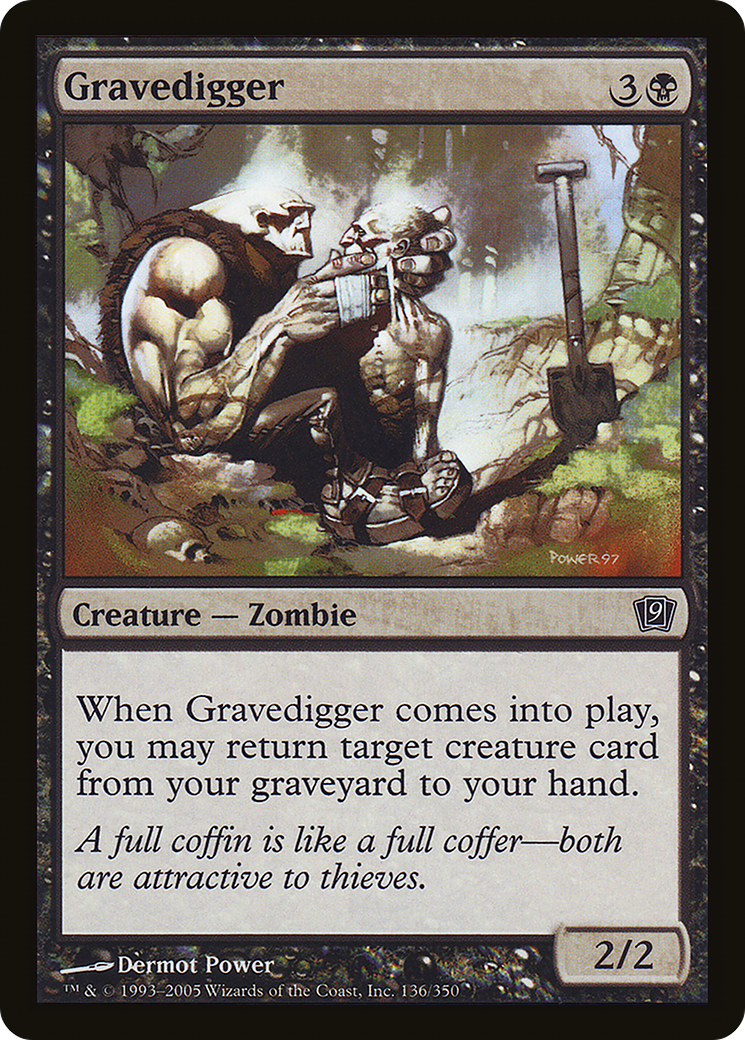 Gravedigger 3
POWER 97
Creature — Zombie 9
When Gravedigger comes into play,
you may return target creature card
from your graveyard to your hand.
A full coffin is like a full coffer—both
are attractive to thieves.
2/2
Dermot Power
™ & © 1993–2005 Wizards of the Coast, Inc. 136/350